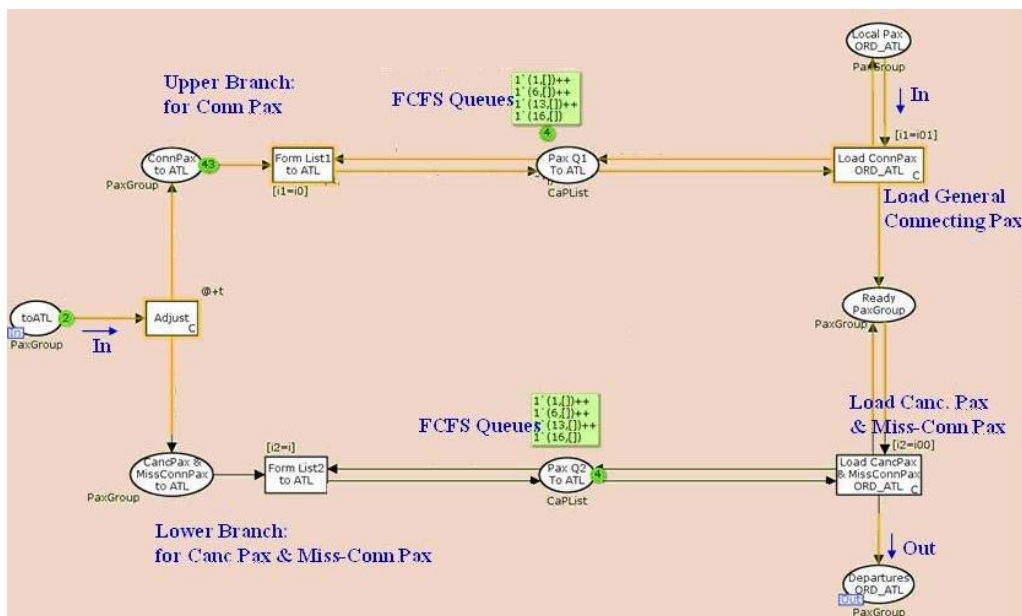 Local Pax
ORD_ATL
PaxGroup
In
[i1=i01]
Upper Branch:
for Conn Pax
FCFS Queues
1`(1,[])++
1`(6,[])++
1`(13,[])++
1`(16,[])
4
ConnPax
to ATL
43
PaxGroup
Form List1
to ATL
[i1=i0]
Pax Q1
To ATL
CaPList
Load ConnPax
ORD_ATL
C
Load General
Connecting Pax
@+t
toATL
2
In
PaxGroup
In
Adjust
C
Ready
PaxGroup
PaxGroup
FCFS Queues
1`(1,[])++
1`(6,[])++
1`(13,[])++
1`(16,[])
Load Canc. Pax
& Miss-Conn Pax
[i2=i00]
[i2=i]
CancPax &
MissConnPax
to ATL
PaxGroup
Form List2
to ATL
Pax Q2
To ATL
4
CaPList
Load CancPax
& MissConnPax
ORD_ATL
C
Lower Branch:
for Canc Pax & Miss-Conn Pax
Out
Departures
ORD_ATL
Out
PaxGroup